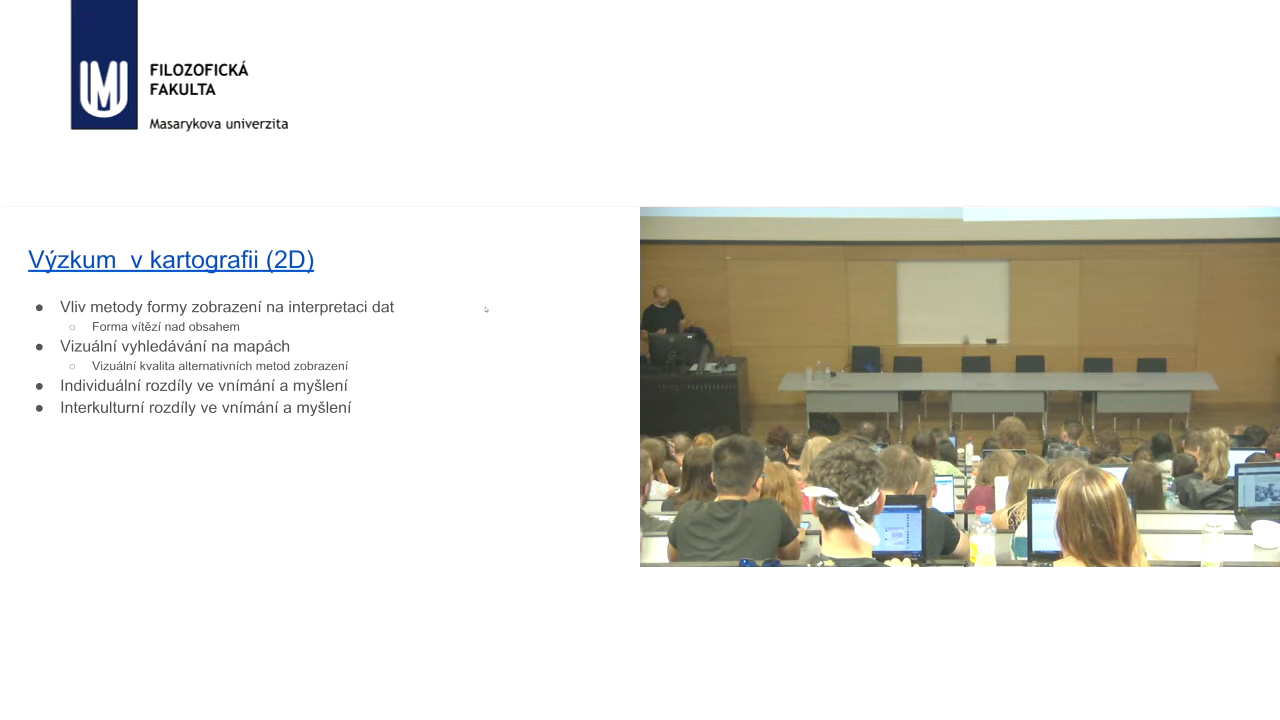 FILOZOFICKÁ
FAKULTA
Masarykova univerzita
Výzkum  v kartografii (2D)
● Vliv metody formy zobrazení na interpretaci dat
○ Forma vítězí nad obsahem
● Vizuální vyhledávání na mapách
○ Vizuální kvalita alternativních metod zobrazení
● Individuální rozdíly ve vnímání a myšlení
● Interkulturní rozdíly ve vnímání a myšlení